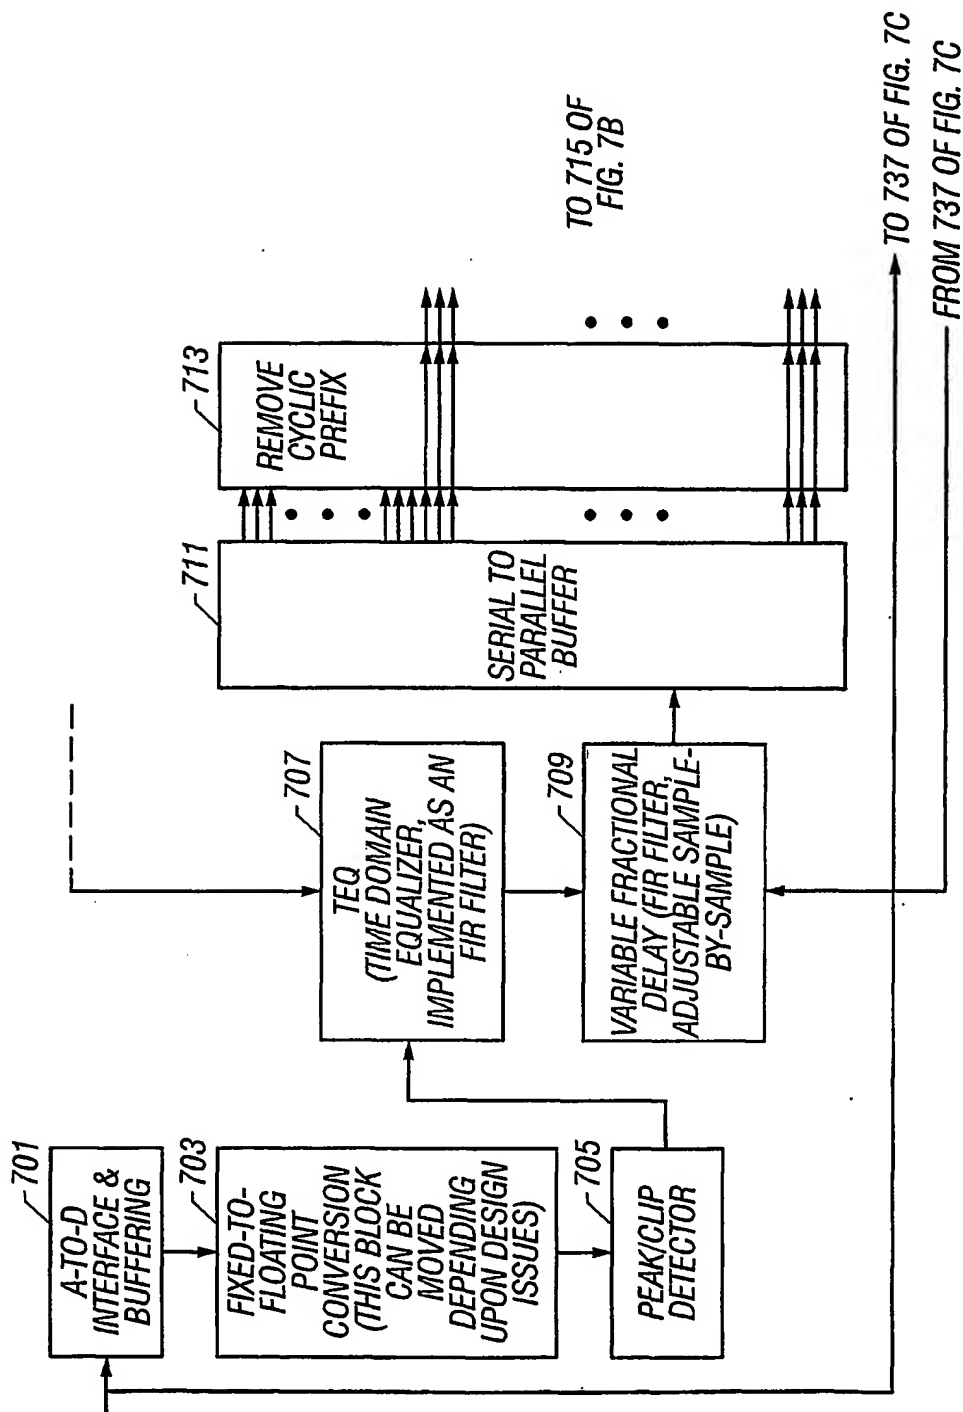 701
A-TO-D
INTERFACE &
BUFFERING
703
FIXED-TO-
FLOATING
POINT
CONVERSION
(THIS BLOCK
CAN BE
MOVED
DEPENDING
UPON DESIGN
ISSUES)
705
PEAK/CLIP
DETECTOR
707
TEQ
(TIME DOMAIN
EQUALIZER,
IMPLEMENTED AS AN
FIR FILTER)
709
VARIABLE FRACTIONAL
DELAY (FIR FILTER,
ADJUSTABLE SAMPLE-
BY-SAMPLE)
711
SERIAL TO
PARALLEL
BUFFER
713
REMOVE
CYCLIC
PREFIX
TO 715 OF
FIG. 7B
TO 737 OF FIG. 7C
FROM 737 OF FIG. 7C